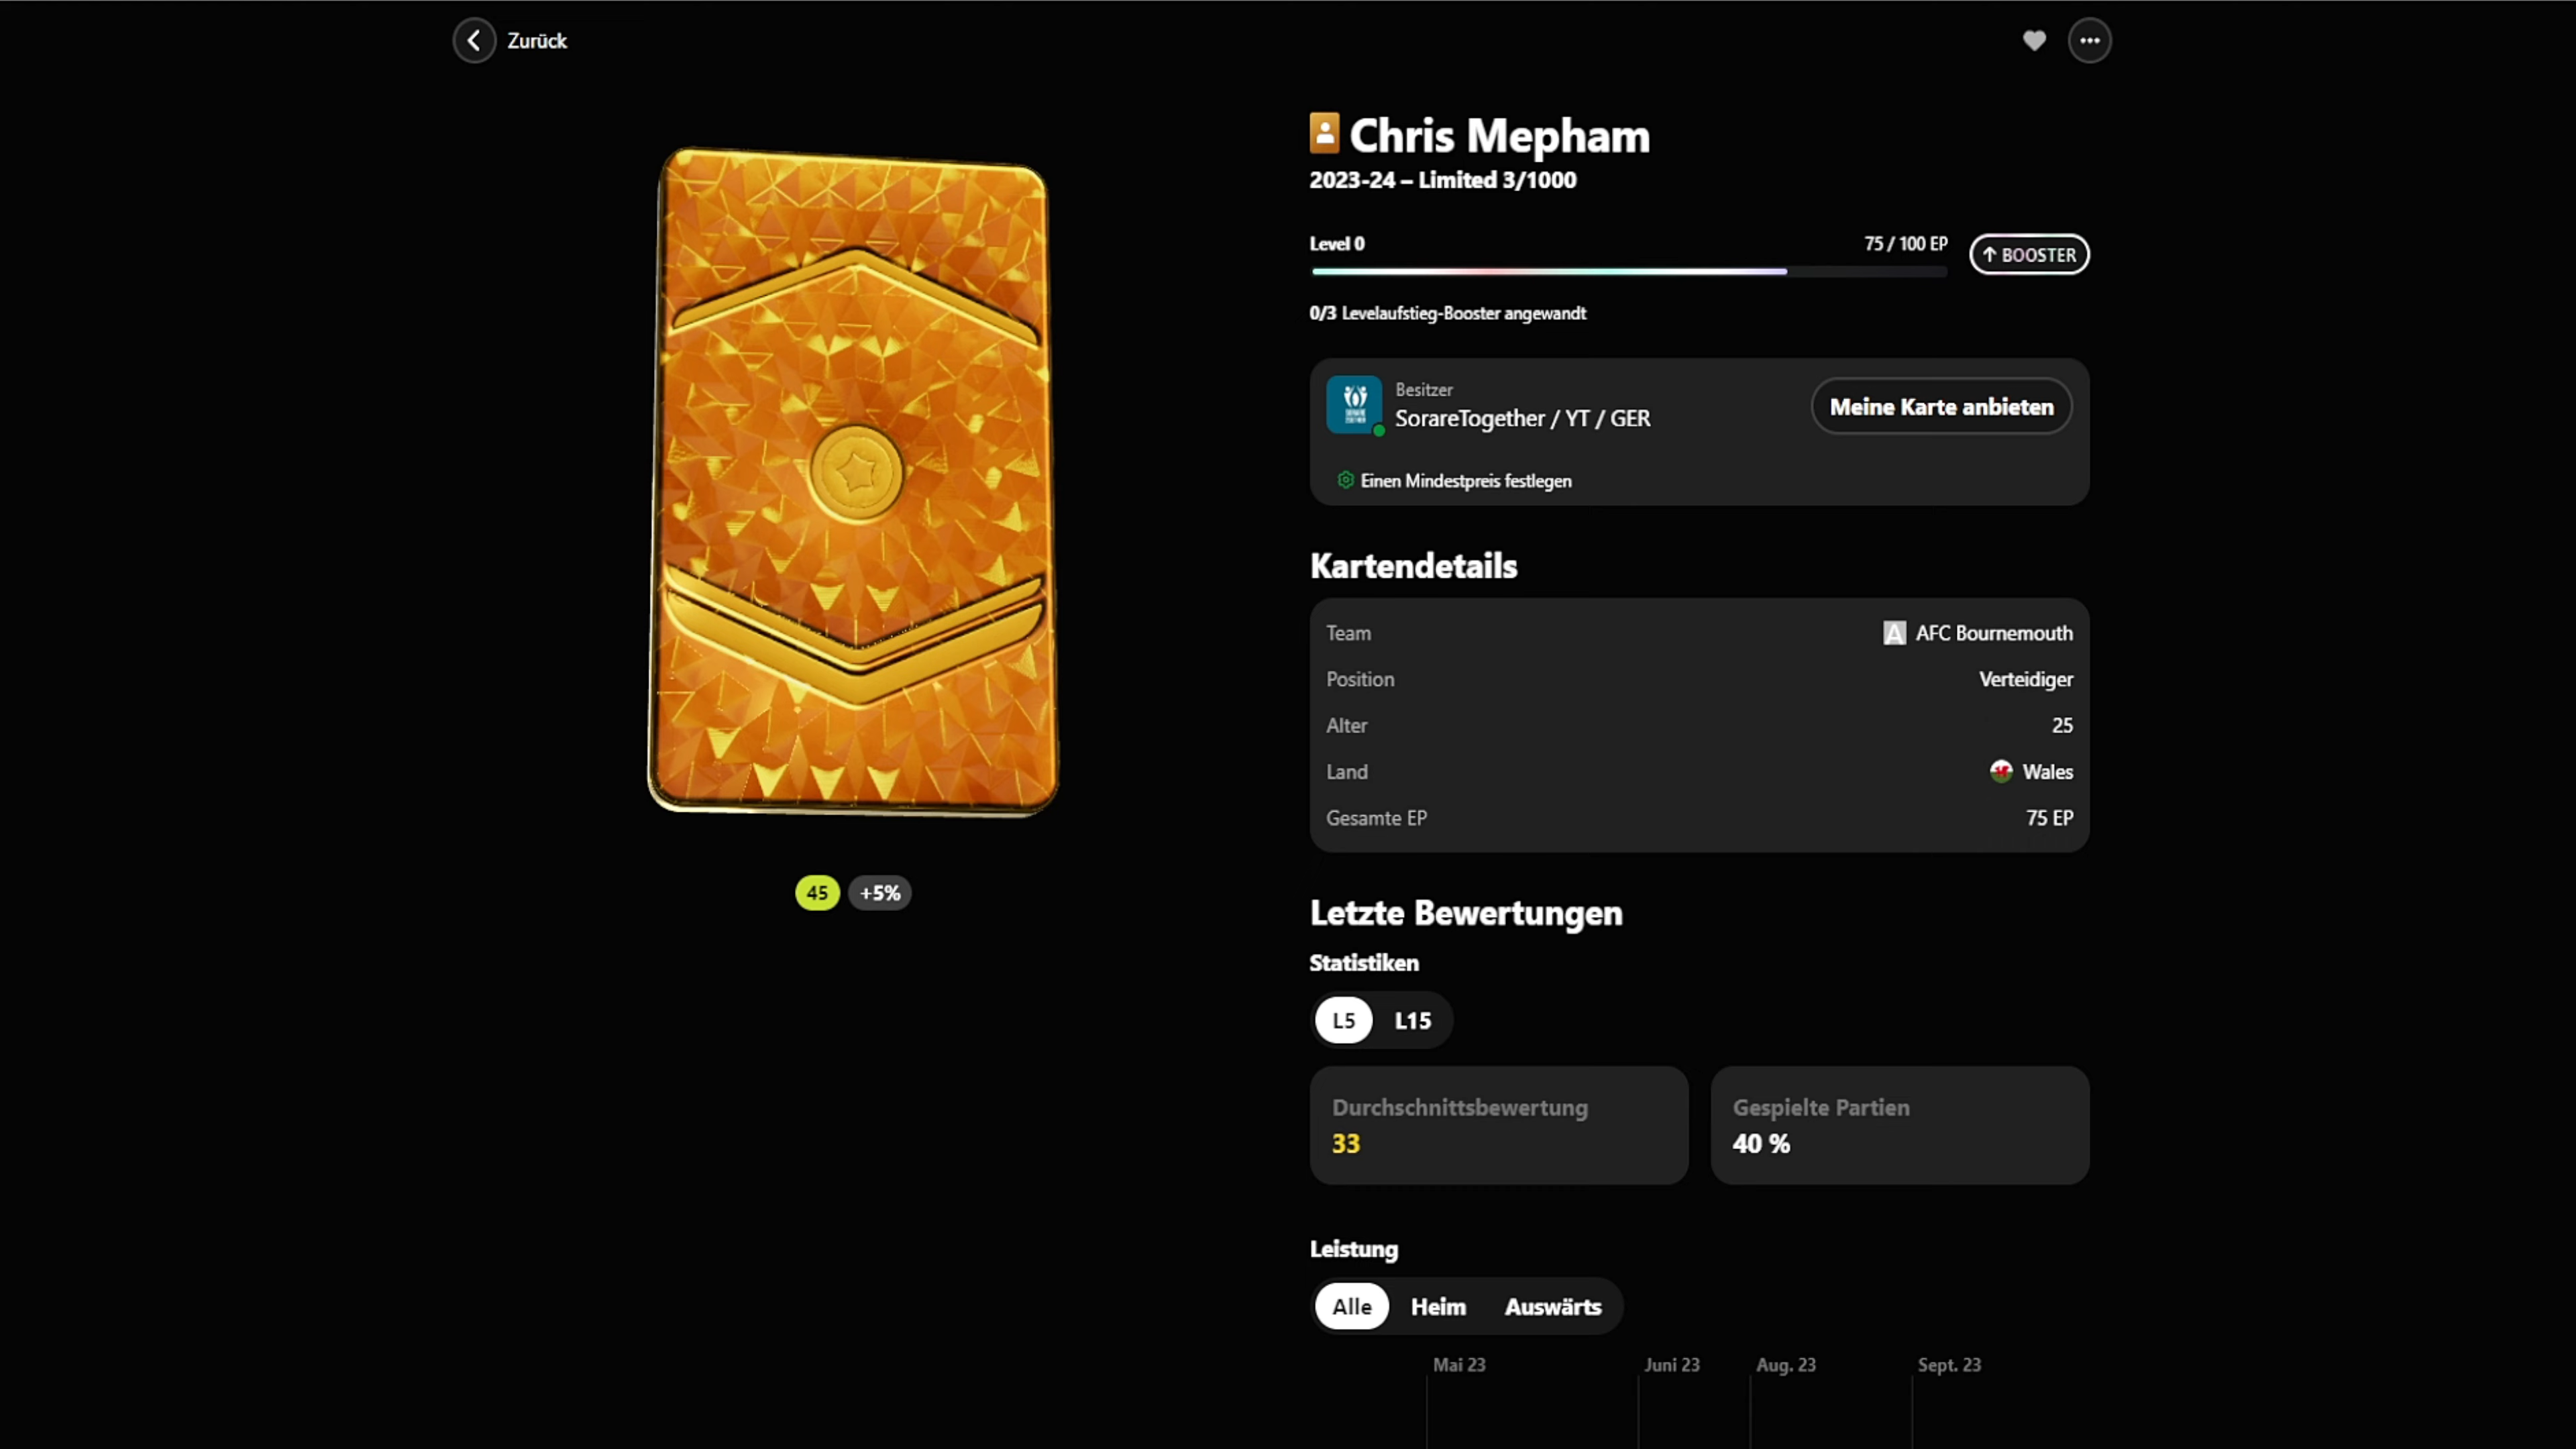 Zurück
Chris Mepham
2023-24 – Limited 3/1000
Level 0
75 / 100 EP
BOOSTER
0/3 Levelaufstieg-Booster angewandt
Besitzer
SorareTogether / YT / GER
Meine Karte anbieten
Einen Mindestpreis festlegen
Kartendetails
Team AFC Bournemouth
Position Verteidiger
Alter 25
Land Wales
Gesamte EP 75 EP
45 +5%
Letzte Bewertungen
Statistiken
L5 L15
Durchschnittsbewertung
33
Gespielte Partien
40 %
Leistung
Alle Heim Auswärts
Mai 23 Juni 23 Aug. 23 Sept. 23